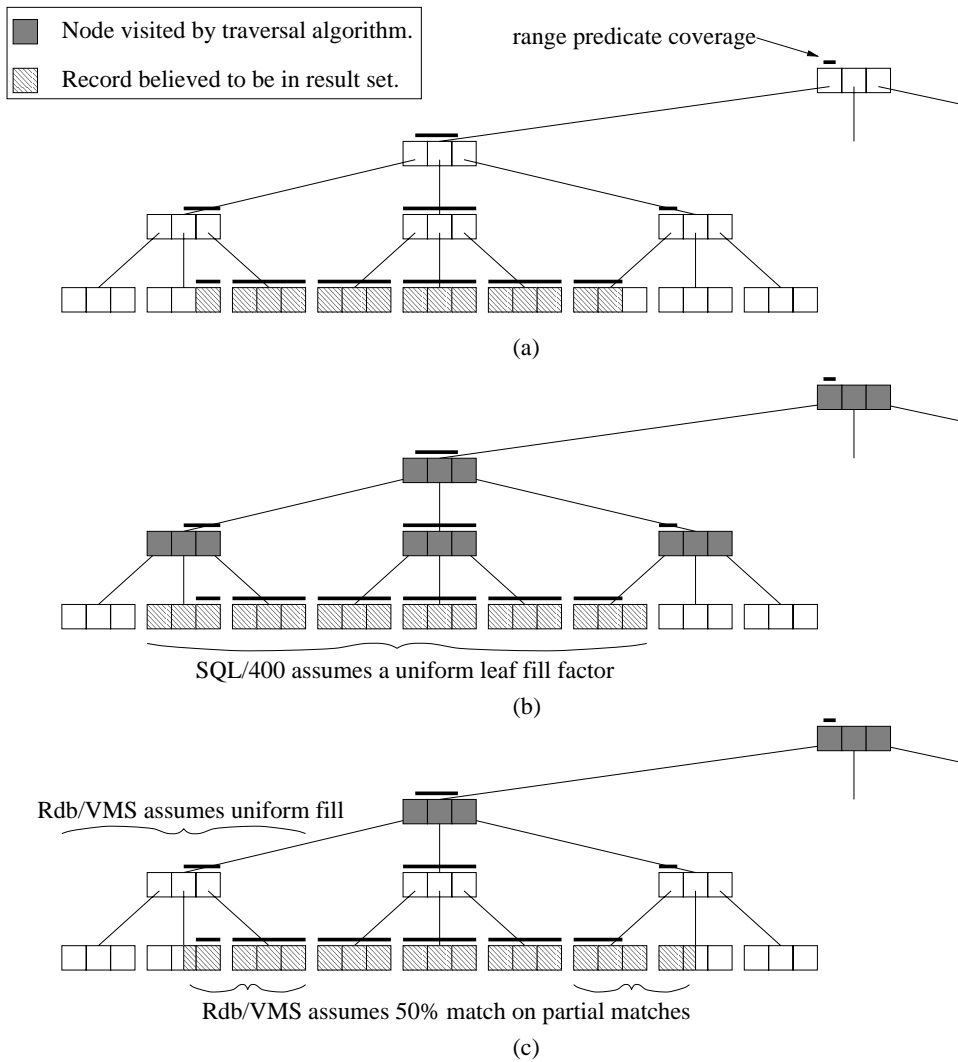 Node visited by traversal algorithm.
Record believed to be in result set.
range predicate coverage
(a)
SQL/400 assumes a uniform leaf fill factor
(b)
Rdb/VMS assumes uniform fill
Rdb/VMS assumes 50% match on partial matches
(c)